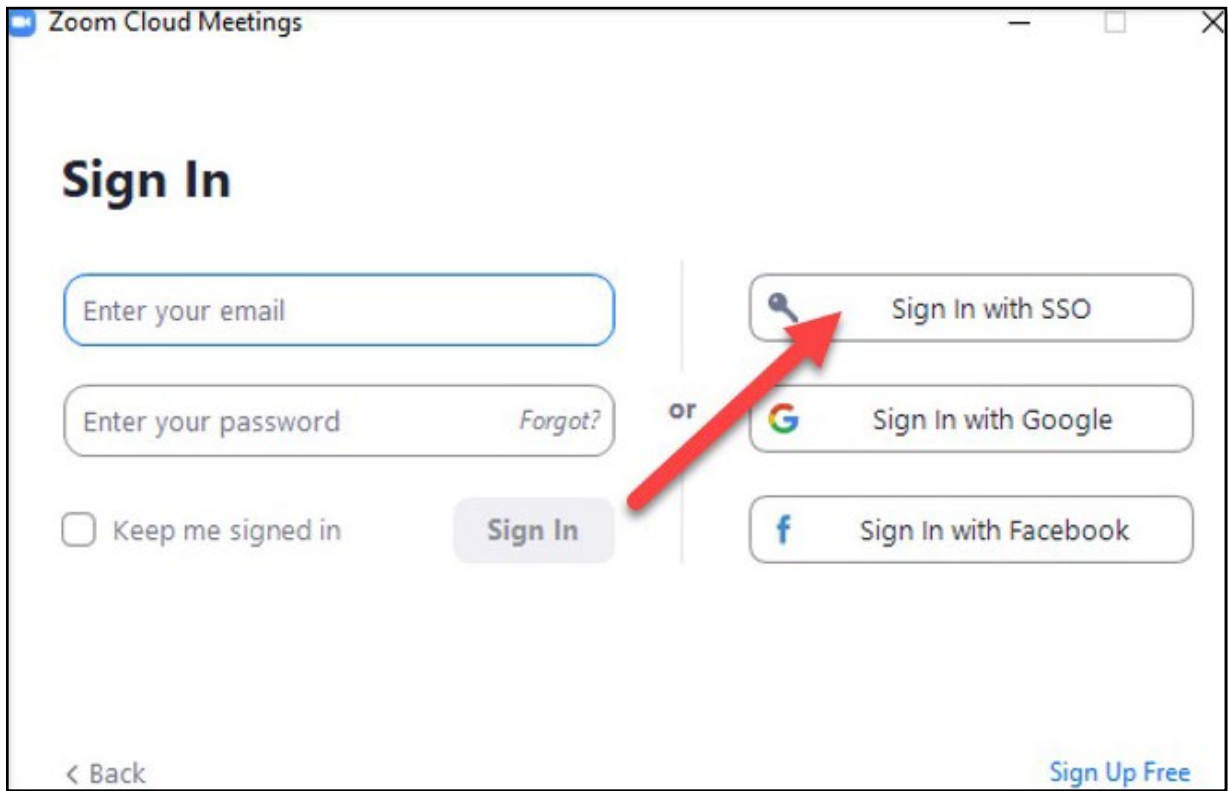 Zoom Cloud Meetings
Sign In
Enter your email
Enter your password
Forgot?
Keep me signed in
Sign In
or
Sign In with SSO
Sign In with Google
Sign In with Facebook
< Back
Sign Up Free